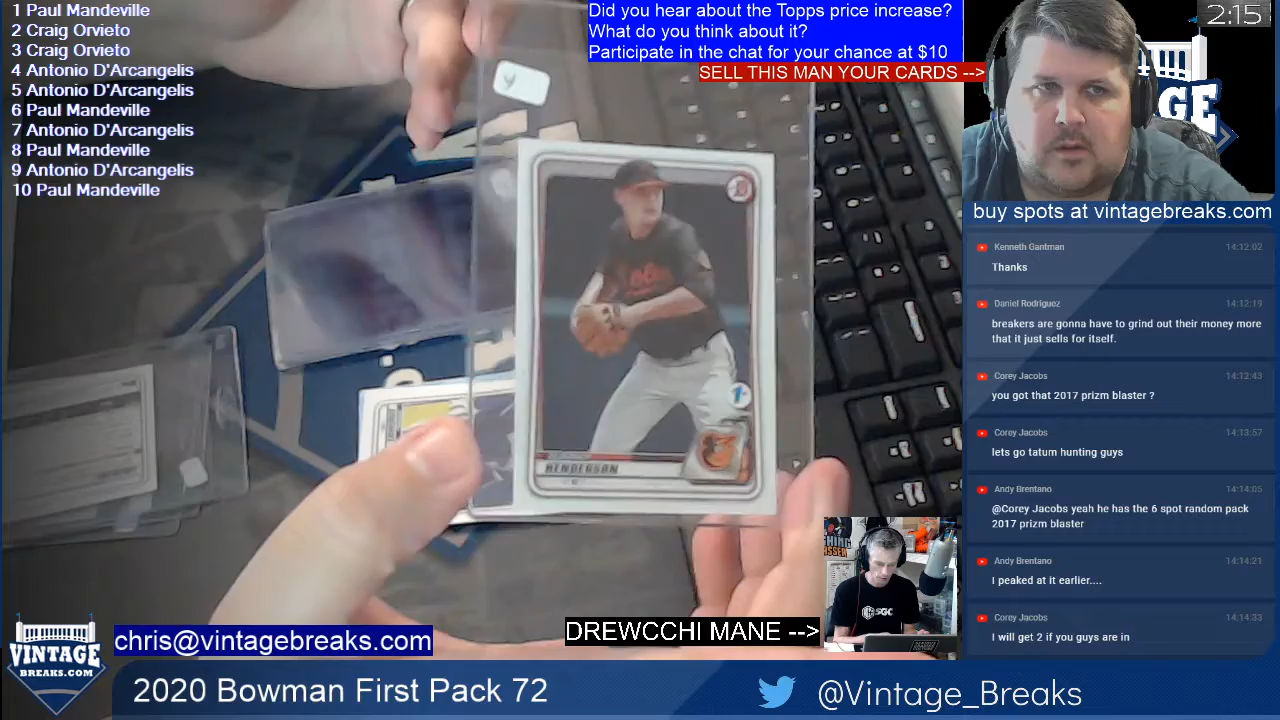 1 Paul Mandeville
2 Craig Orvieto
3 Craig Orvieto
4 Antonio D'Arcangelis
5 Antonio D'Arcangelis
6 Paul Mandeville
7 Antonio D'Arcangelis
8 Paul Mandeville
9 Antonio D'Arcangelis
10 Paul Mandeville
Did you hear about the Topps price increase?
What do you think about it?
Participate in the chat for your chance at $10
SELL THIS MAN YOUR CARDS -->
2:15
GE
buy spots at vintagebreaks.com
Kenneth Gantman 14:12:02
Thanks
Daniel Rodriguez 14:12:19
breakers are gonna have to grind out their money more
that it just sells for itself.
Corey Jacobs 14:12:43
you got that 2017 prizm blaster ?
Corey Jacobs 14:13:57
lets go tatum hunting guys
Andy Brentano 14:14:05
@Corey Jacobs yeah he has the 6 spot random pack
2017 prizm blaster
Andy Brentano 14:14:21
I peaked at it earlier....
Corey Jacobs 14:14:33
I will get 2 if you guys are in
HENDERSON
SGC
DREWCCHI MANE -->
chris@vintagebreaks.com
VINTAGE
BREAKS.COM
2020 Bowman First Pack 72
@Vintage_Breaks